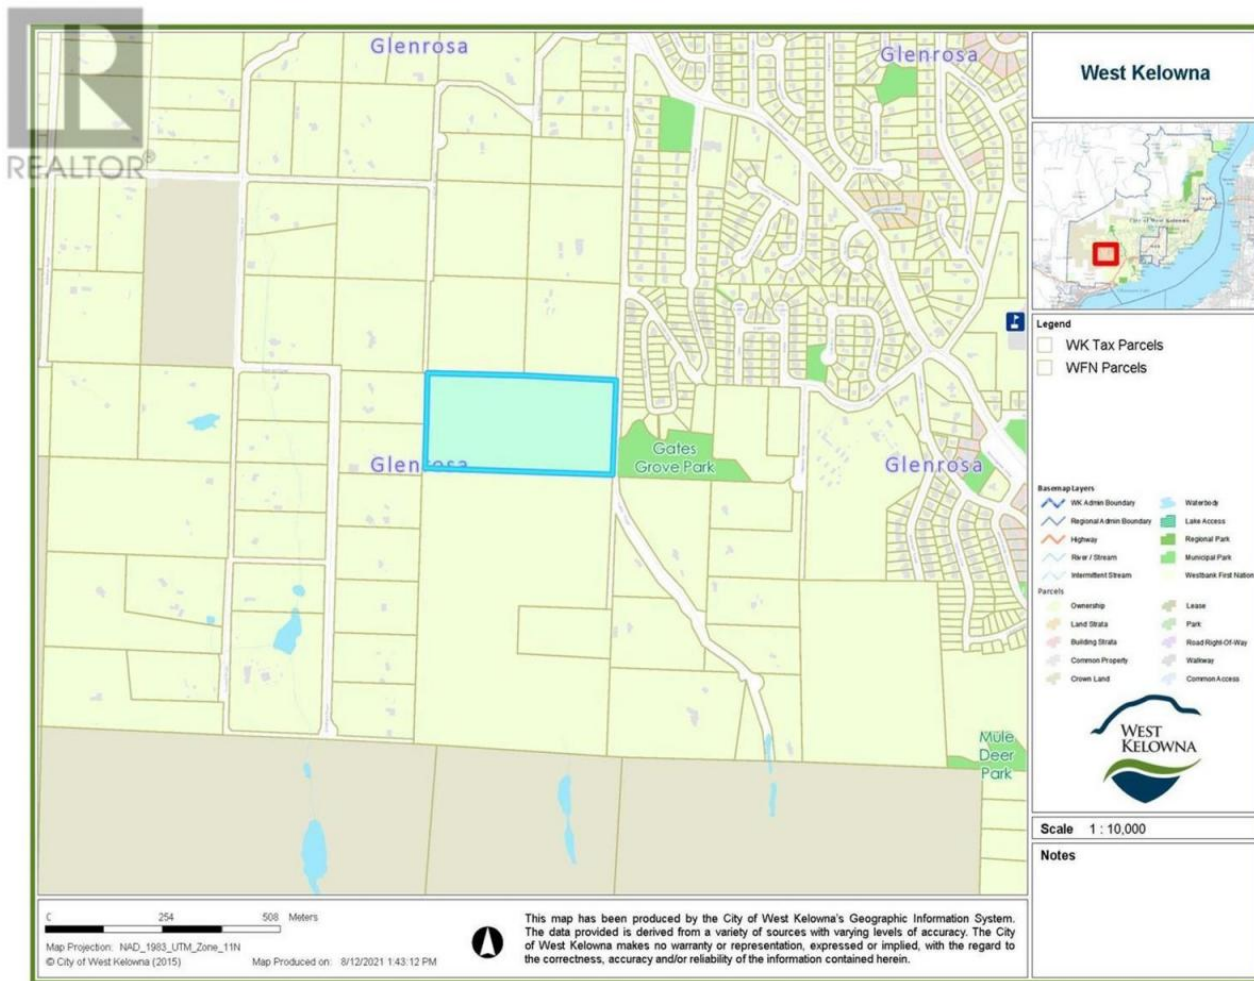 REALTOR®
Glenrosa
Glenrosa
Glenrosa
Gates
Grove Park
Glenrosa
Mule
Deer
Park
West Kelowna
City of West Kelowna
Legend
WK Tax Parcels
WFN Parcels
Basemap Layers
WK Admin Boundary
Waterbody
Regional Admin Boundary
Lake Access
Highway
Regional Park
River / Stream
Municipal Park
Intermittent Stream
Westbank First Nation
Parcels
Ownership
Lease
Land Strata
Park
Building Strata
Road Right-Of-Way
Common Property
Walkway
Crown Land
Common Access
WEST
KELOWNA
Scale 1 : 10,000
Notes
254 508 Meters
Map Projection: NAD_1983_UTM_Zone_11N
© City of West Kelowna (2015) Map Produced on: 8/12/2021 1:43:12 PM
This map has been produced by the City of West Kelowna's Geographic Information System.
The data provided is derived from a variety of sources with varying levels of accuracy. The City
of West Kelowna makes no warranty or representation, expressed or implied, with the regard to
the correctness, accuracy and/or reliability of the information contained herein.